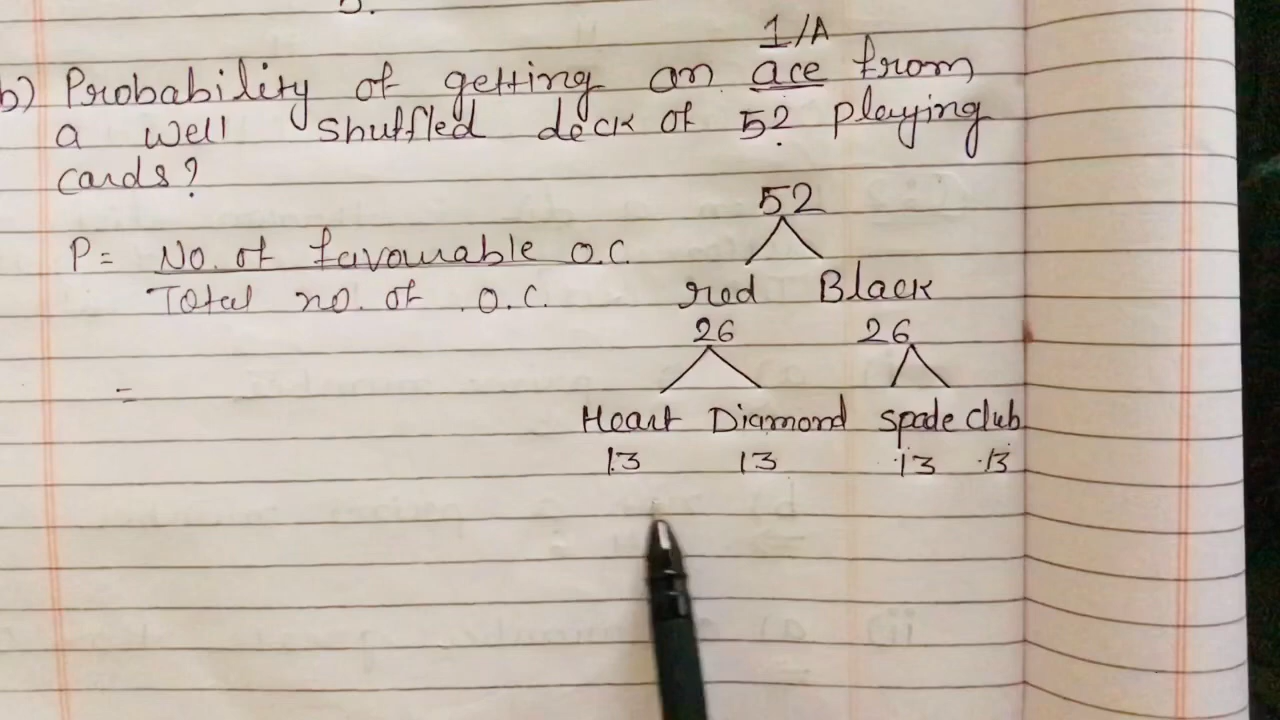 1/A
b) Probability of getting an ace from
a well shuffled deck of 52 playing
cards?
52
P= No. of favourable O.C.
Total no. of O.C.
red Black
26 26
=
Heart Diamond spade club
13 13 13 13